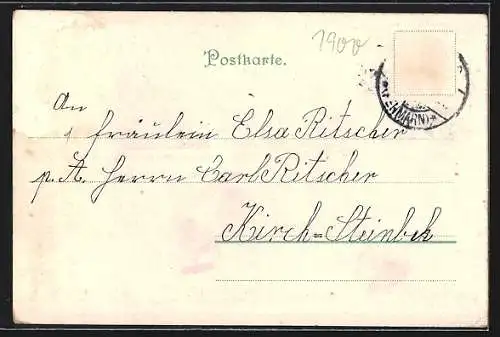 1900
Postkarte.
An
Fräulein Elsa Ritscher
p. A. Herrn Carl Ritscher
Kirch=Steinbek